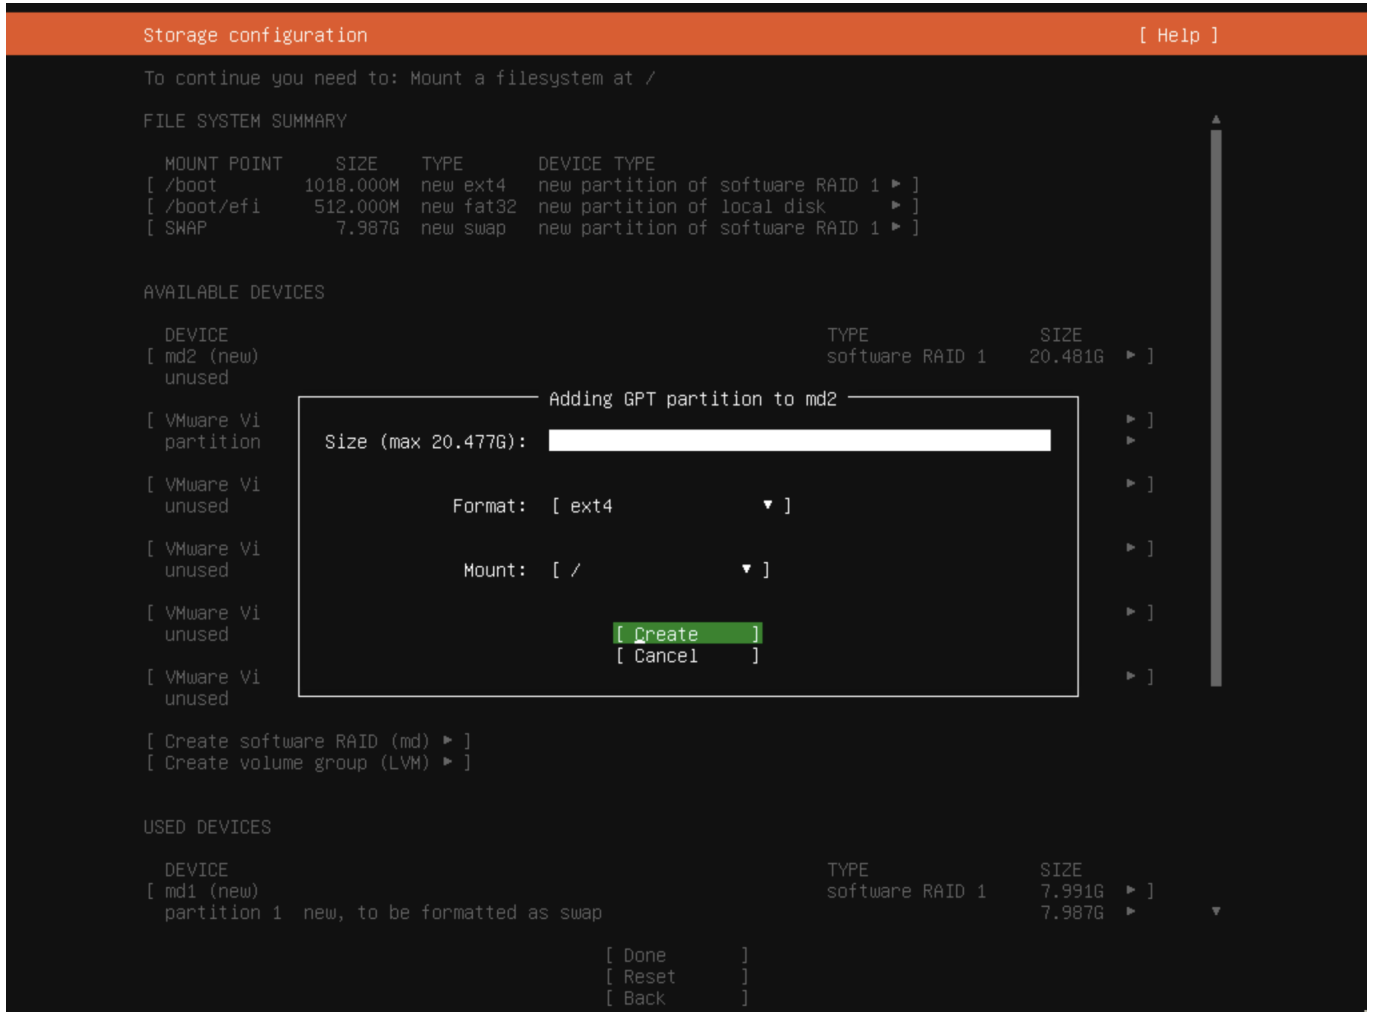 Storage configuration [ Help ]
To continue you need to: Mount a filesystem at /
FILE SYSTEM SUMMARY
MOUNT POINT SIZE TYPE DEVICE TYPE
[ /boot 1018.000M new ext4 new partition of software RAID 1 ▸ ]
[ /boot/efi 512.000M new fat32 new partition of local disk ▸ ]
[ SWAP 7.987G new swap new partition of software RAID 1 ▸ ]
AVAILABLE DEVICES
DEVICE TYPE SIZE
[ md2 (new) software RAID 1 20.481G ▸ ]
unused
Adding GPT partition to md2
[ VMware Vi ▸ ]
partition ▸
Size (max 20.477G):
[ VMware Vi ▸ ]
unused
Format: [ ext4 ▾ ]
[ VMware Vi ▸ ]
unused
Mount: [ / ▾ ]
[ VMware Vi ▸ ]
unused
[ Create ]
[ Cancel ]
[ VMware Vi ▸ ]
unused
[ Create software RAID (md) ▸ ]
[ Create volume group (LVM) ▸ ]
USED DEVICES
DEVICE TYPE SIZE
[ md1 (new) software RAID 1 7.991G ▸ ]
partition 1 new, to be formatted as swap 7.987G ▸
[ Done ]
[ Reset ]
[ Back ]